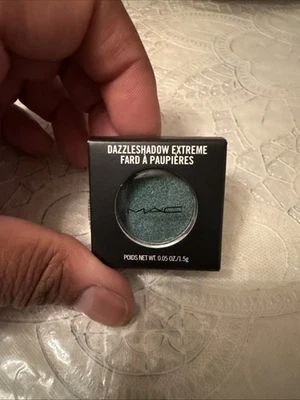 DAZZLESHADOW EXTREME
FARD À PAUPIÈRES
MAC
POIDS NET WT. 0.05 OZ/1.5g